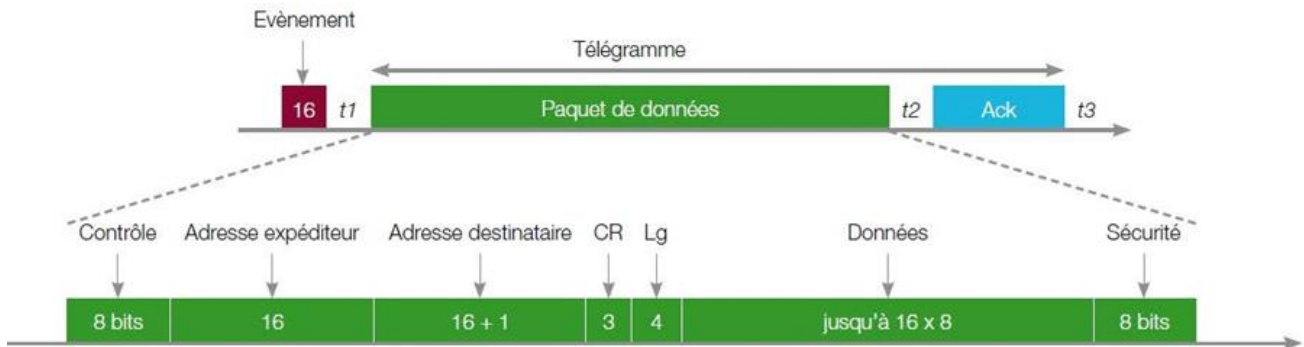 Evènement
Télégramme
16 t1 Paquet de données t2 Ack t3
Contrôle Adresse expéditeur Adresse destinataire CR Lg Données Sécurité
8 bits 16 16 + 1 3 4 jusqu'à 16 x 8 8 bits